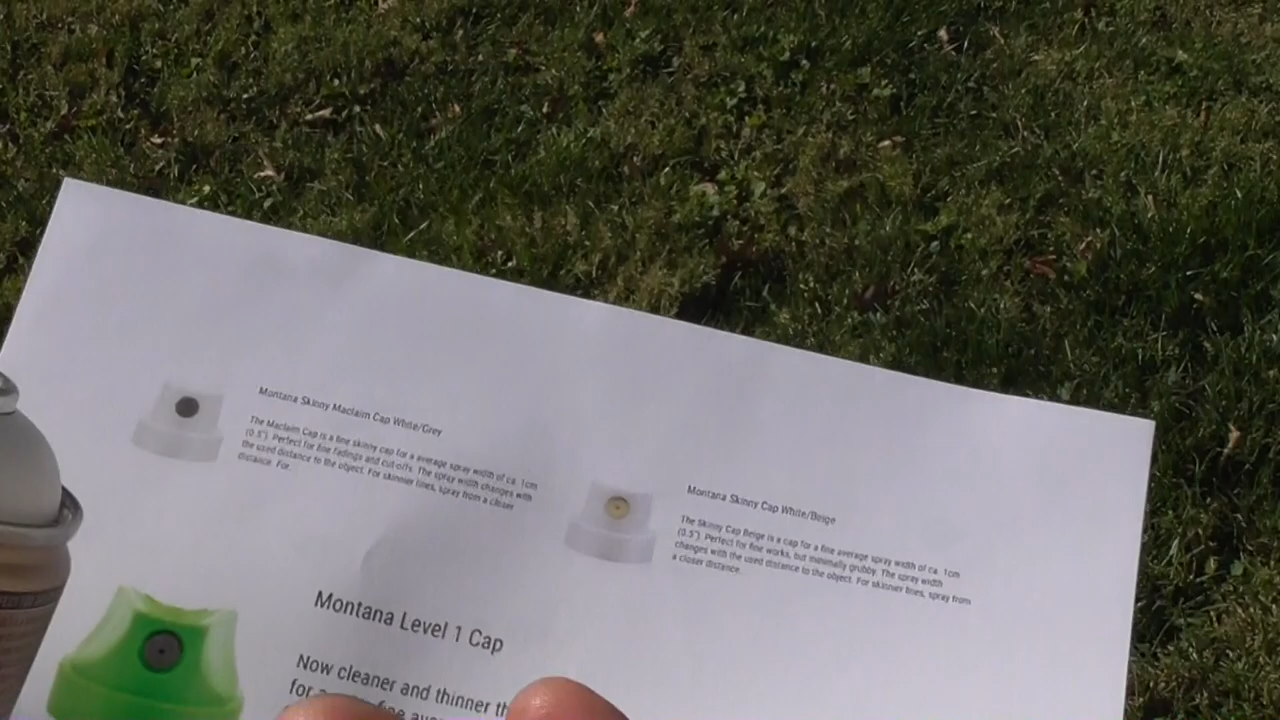 Montana Skinny Maclaim Cap White/Grey
The Maclaim Cap is a fine skinny cap for a average spray width of ca. 1cm
(0.5"). Perfect for fine fadings and cut-offs. The spray width changes with
the used distance to the object. For skinnier lines, spray from a closer
distance. For...
Montana Skinny Cap White/Beige
The Skinny Cap Beige is a cap for a fine average spray width of ca. 1cm
(0.5"). Perfect for fine works, but minimally grubby. The spray width
changes with the used distance to the object. For skinnier lines, spray from
a closer distance.
Montana Level 1 Cap
Now cleaner and thinner
for a fine